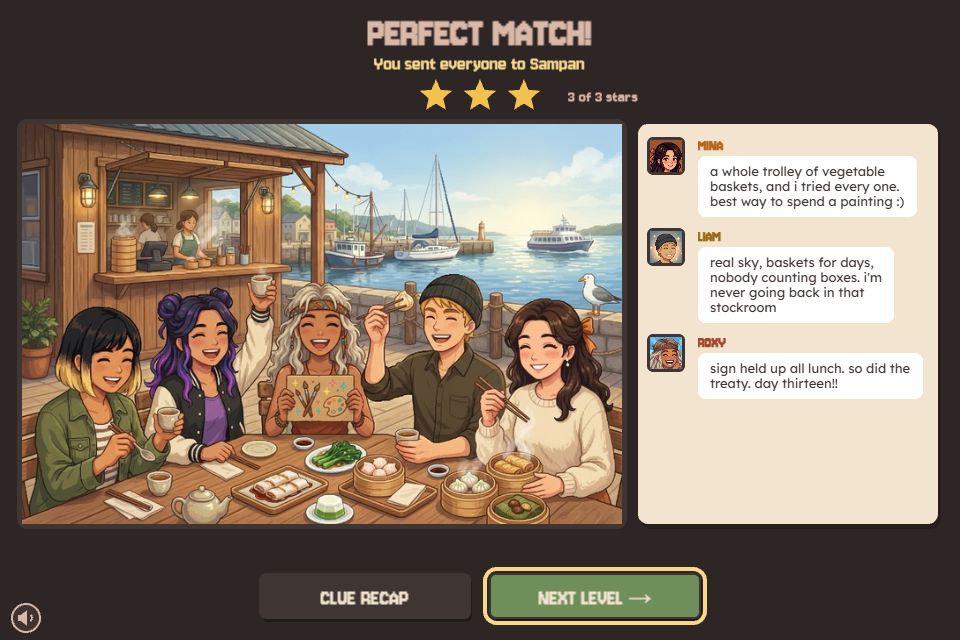 PERFECT MATCH!
You sent everyone to Sampan
3 of 3 stars
MINA
a whole trolley of vegetable
baskets, and i tried every one.
best way to spend a painting :)
LIAM
real sky, baskets for days,
nobody counting boxes. i'm
never going back in that
stockroom
ROXY
sign held up all lunch. so did the
treaty. day thirteen!!
CLUE RECAP
NEXT LEVEL →